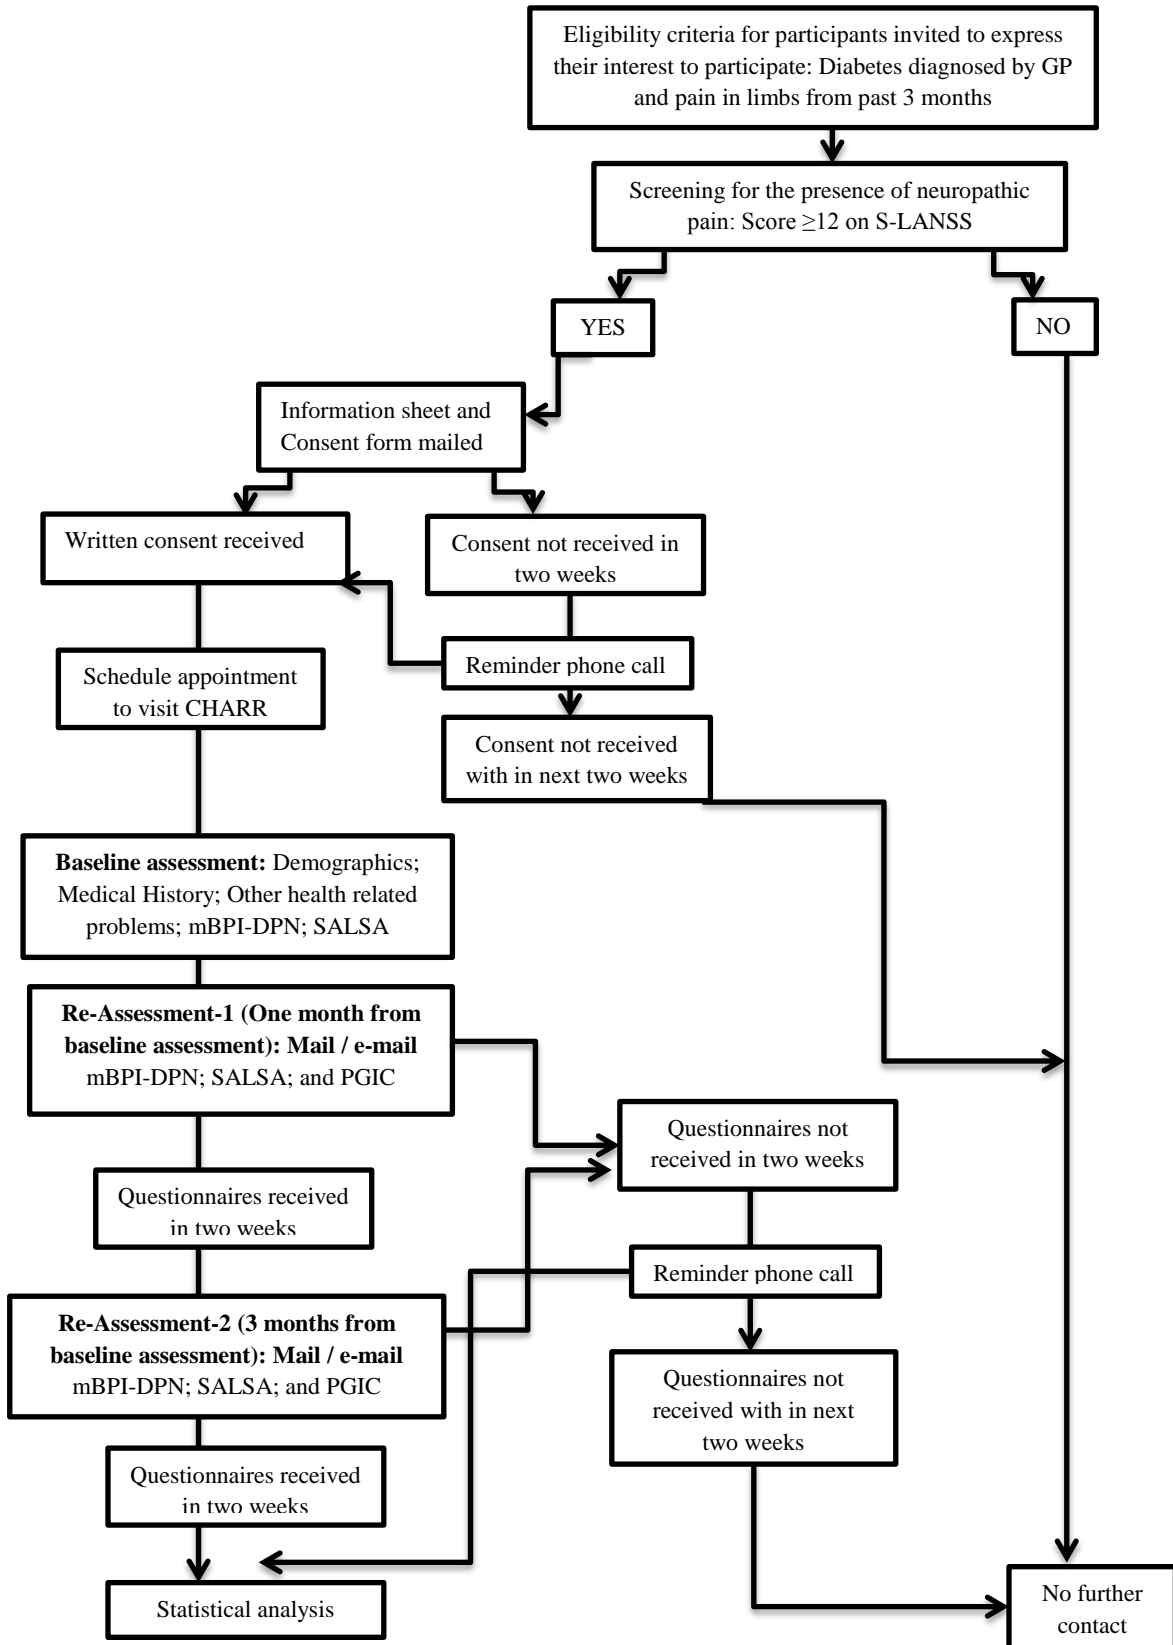 Eligibility criteria for participants invited to express
their interest to participate: Diabetes diagnosed by GP
and pain in limbs from past 3 months
Screening for the presence of neuropathic
pain: Score ≥12 on S-LANSS
YES
NO
Information sheet and
Consent form mailed
Written consent received
Consent not received in
two weeks
Reminder phone call
Schedule appointment
to visit CHARR
Consent not received
with in next two weeks
Baseline assessment: Demographics;
Medical History; Other health related
problems; mBPI-DPN; SALSA
Re-Assessment-1 (One month from
baseline assessment): Mail / e-mail
mBPI-DPN; SALSA; and PGIC
Questionnaires not
received in two weeks
Questionnaires received
in two weeks
Reminder phone call
Re-Assessment-2 (3 months from
baseline assessment): Mail / e-mail
mBPI-DPN; SALSA; and PGIC
Questionnaires not
received with in next
two weeks
Questionnaires received
in two weeks
Statistical analysis
No further
contact